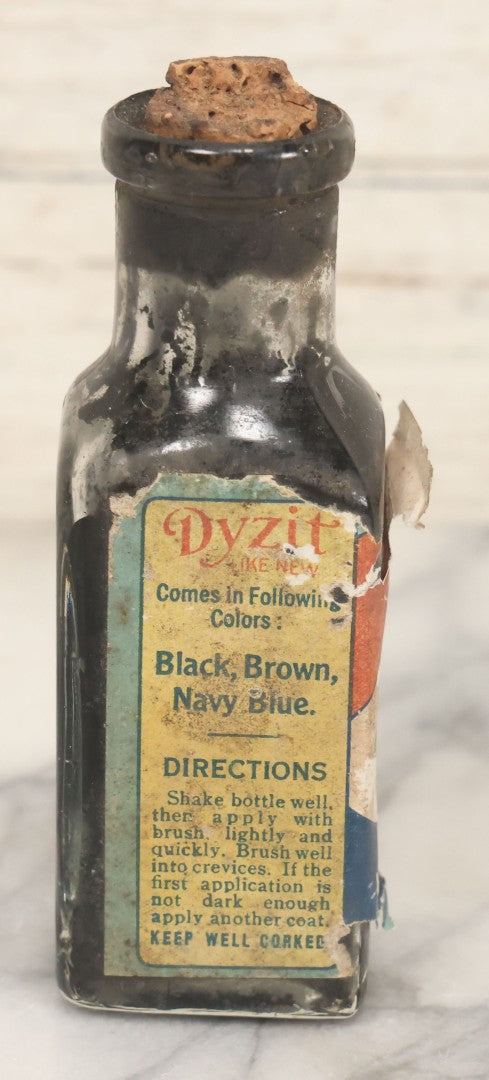 Dyzit
LIKE NEW
Comes in Following
Colors:
Black, Brown,
Navy Blue.
DIRECTIONS
Shake bottle well,
then apply with
brush, lightly and
quickly. Brush well
into crevices. If the
first application is
not dark enough
apply another coat.
KEEP WELL CORKED